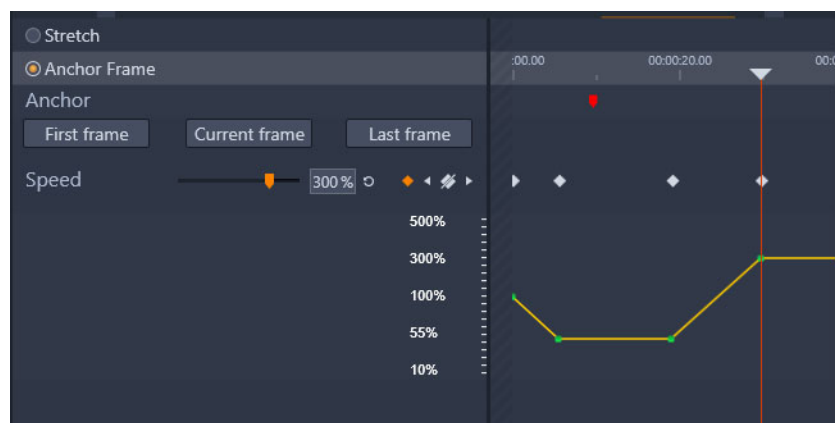 Stretch
Anchor Frame
:00.00 00:00:20.00 00:
Anchor
First frame Current frame Last frame
Speed 300 %
500%
300%
100%
55%
10%